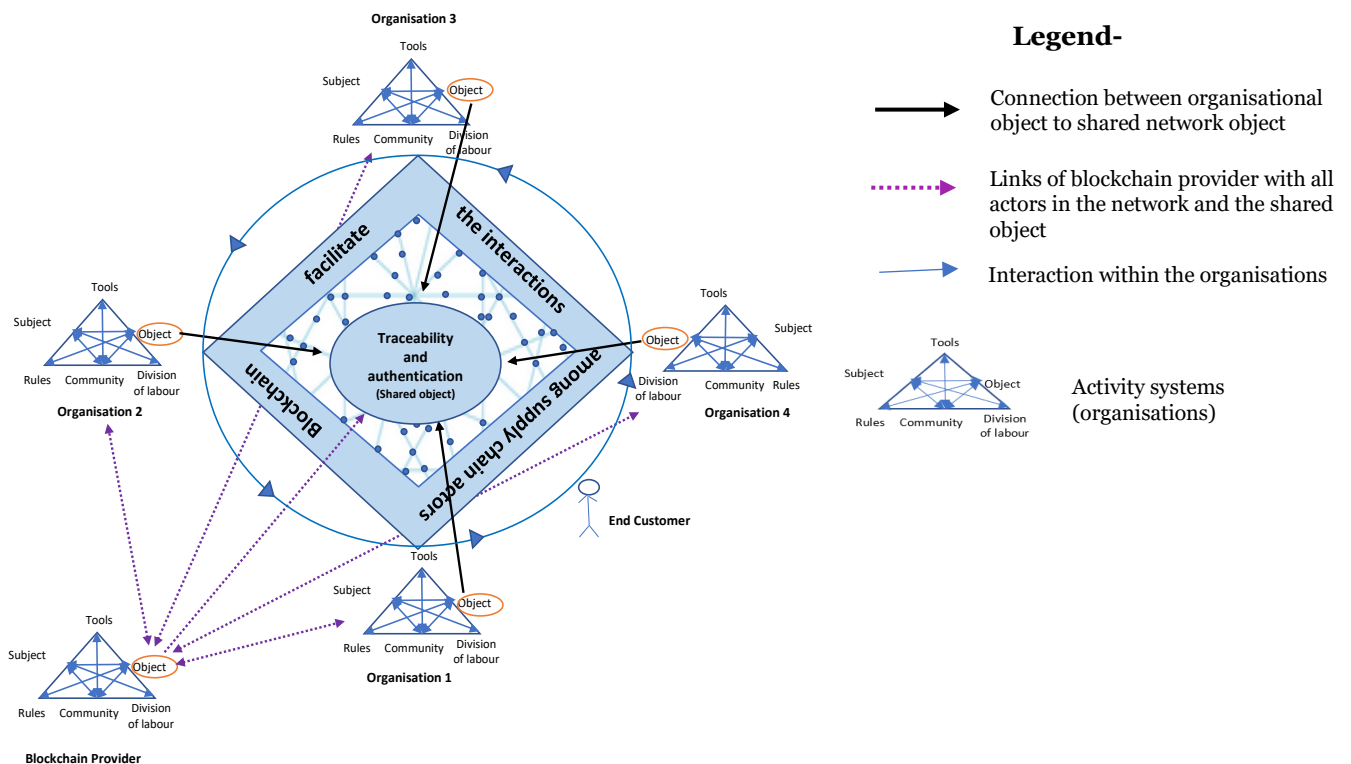 Organisation 3
Tools
Subject
Object
Rules
Community
Division
of labour
Legend-
Connection between organisational
object to shared network object
Links of blockchain provider with all
actors in the network and the shared
object
Interaction within the organisations
Tools
Subject
Object
Rules
Community
Division
of labour
Activity systems
(organisations)
Blockchain
facilitate
the interactions
among supply chain actors
Traceability
and
authentication
(Shared object)
Tools
Subject
Object
Rules
Community
Division
of labour
Organisation 2
Tools
Object
Subject
Division
of labour
Community
Rules
Organisation 4
End Customer
Tools
Subject
Object
Rules
Community
Division
of labour
Organisation 1
Tools
Subject
Object
Rules
Community
Division
of labour
Blockchain Provider